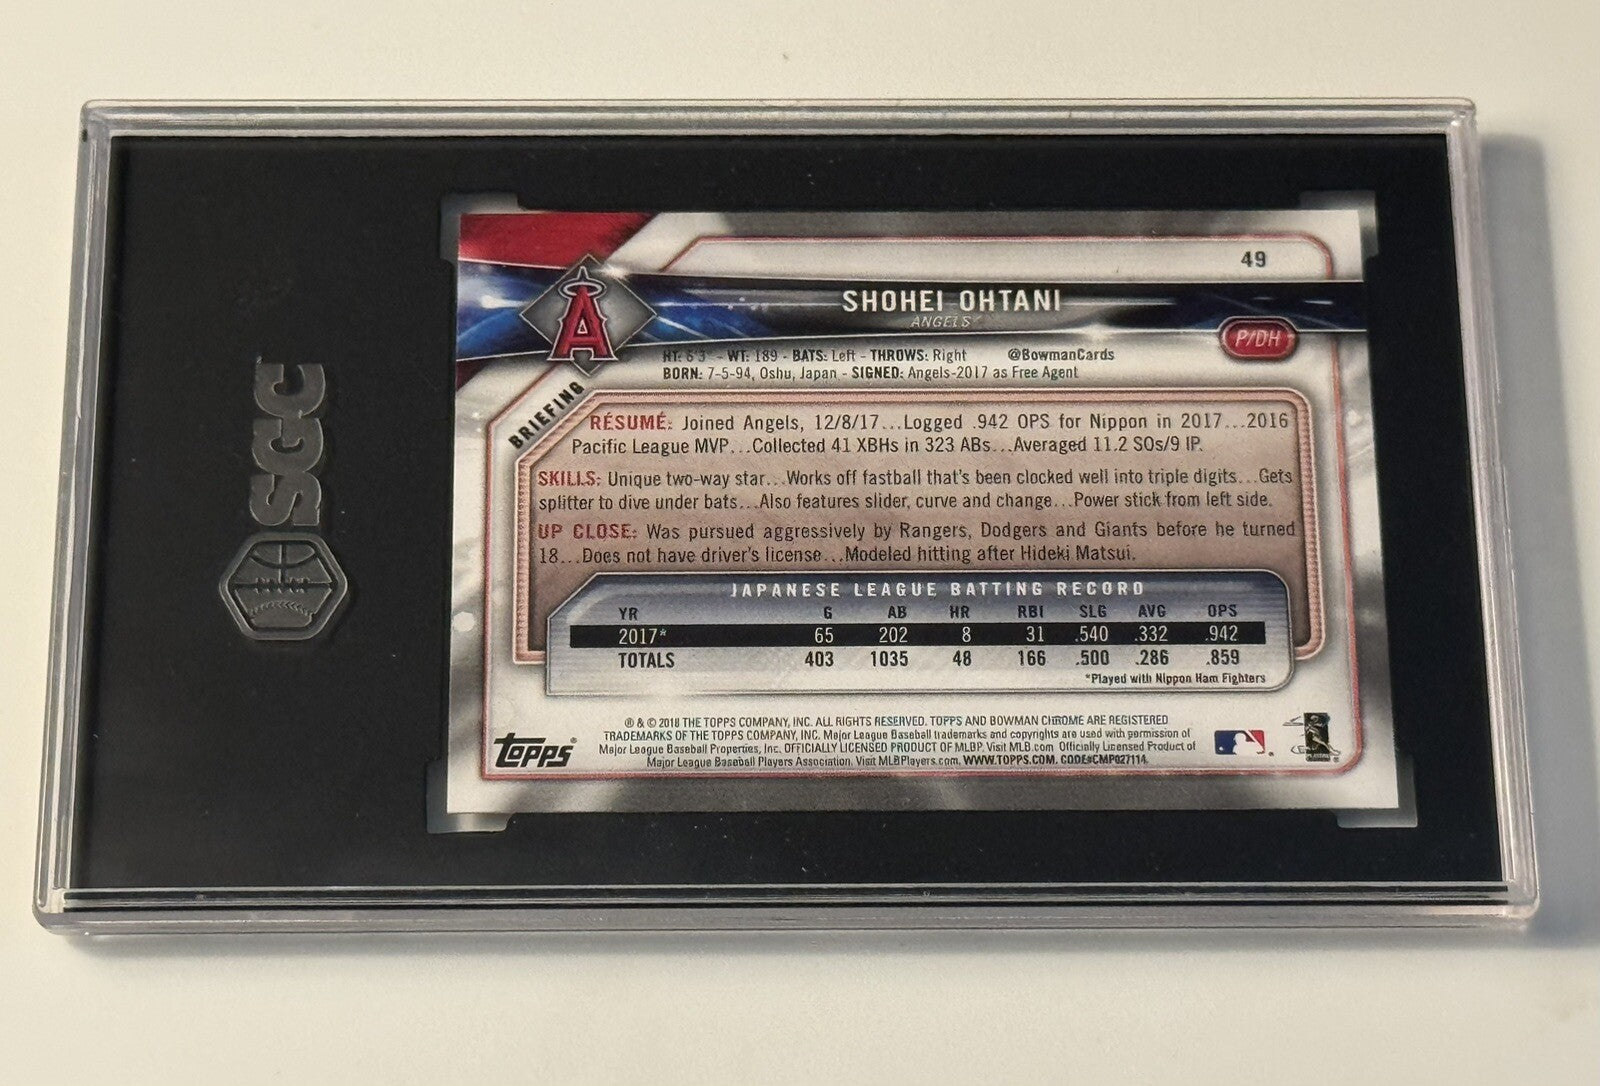 SGC
49
SHOHEI OHTANI
ANGELS
P/DH
HT: 6'3" - WT: 189 - BATS: Left - THROWS: Right @BowmanCards
BORN: 7-5-94, Oshu, Japan - SIGNED: Angels-2017 as Free Agent
BRIEFING
RÉSUMÉ: Joined Angels, 12/8/17...Logged .942 OPS for Nippon in 2017...2016
Pacific League MVP...Collected 41 XBHs in 323 ABs...Averaged 11.2 SOs/9 IP.
SKILLS: Unique two-way star...Works off fastball that's been clocked well into triple digits...Gets
splitter to dive under bats...Also features slider, curve and change...Power stick from left side.
UP CLOSE: Was pursued aggressively by Rangers, Dodgers and Giants before he turned
18...Does not have driver's license...Modeled hitting after Hideki Matsui.
JAPANESE LEAGUE BATTING RECORD
YR G AB HR RBI SLG AVG OPS
2017* 65 202 8 31 .540 .332 .942
TOTALS 403 1035 48 166 .500 .286 .859
*Played with Nippon Ham Fighters
® & © 2018 THE TOPPS COMPANY, INC. ALL RIGHTS RESERVED. TOPPS AND BOWMAN CHROME ARE REGISTERED
TRADEMARKS OF THE TOPPS COMPANY, INC. Major League Baseball trademarks and copyrights are used with permission of
Major League Baseball Properties, Inc. OFFICIALLY LICENSED PRODUCT OF MLBP. Visit MLB.com Officially Licensed Product of
Major League Baseball Players Association. Visit MLBPlayers.com. WWW.TOPPS.COM. CODE#CMP027114.
Topps®